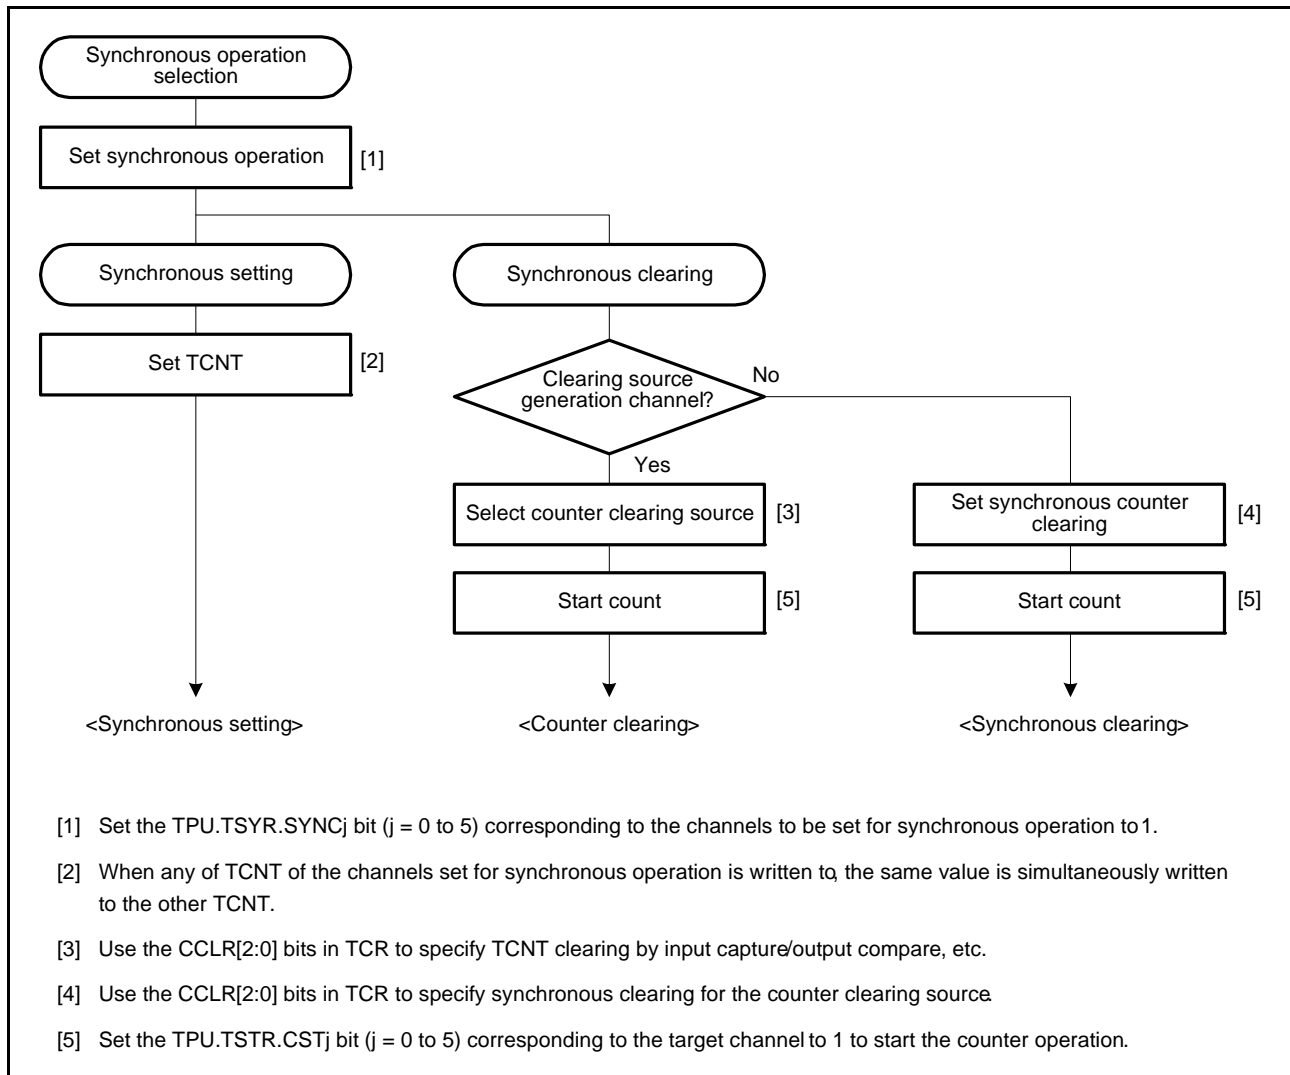 Synchronous operation
selection
Set synchronous operation
[1]
Synchronous setting
Synchronous clearing
Set TCNT
[2]
Clearing source
generation channel?
No
Yes
Select counter clearing source
[3]
Set synchronous counter
clearing
[4]
Start count
[5]
Start count
[5]
<Synchronous setting>
<Counter clearing>
<Synchronous clearing>
[1] Set the TPU.TSYR.SYNCj bit (j = 0 to 5) corresponding to the channels to be set for synchronous operation to 1.
[2] When any of TCNT of the channels set for synchronous operation is written to, the same value is simultaneously written
to the other TCNT.
[3] Use the CCLR[2:0] bits in TCR to specify TCNT clearing by input capture/output compare, etc.
[4] Use the CCLR[2:0] bits in TCR to specify synchronous clearing for the counter clearing source.
[5] Set the TPU.TSTR.CSTj bit (j = 0 to 5) corresponding to the target channel to 1 to start the counter operation.